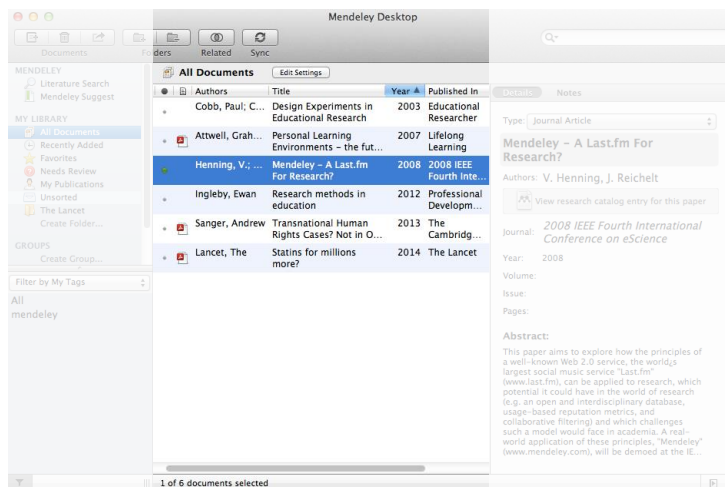 Mendeley Desktop
Documents
Folders
Related
Sync
MENDELEY
Literature Search
Mendeley Suggest
MY LIBRARY
All Documents
Recently Added
Favorites
Needs Review
My Publications
Unsorted
The Lancet
Create Folder...
GROUPS
Create Group...
Filter by My Tags
All
mendeley
All Documents Edit Settings
Authors Title Year Published In
Cobb, Paul; C... Design Experiments in 2003 Educational
Educational Research Researcher
Attwell, Grah... Personal Learning 2007 Lifelong
Environments – the fut... Learning
Henning, V.; ... Mendeley – A Last.fm 2008 2008 IEEE
For Research? Fourth Inte...
Ingleby, Ewan Research methods in 2012 Professional
education Developm...
Sanger, Andrew Transnational Human 2013 The
Rights Cases? Not in O... Cambridg...
Lancet, The Statins for millions 2014 The Lancet
more?
1 of 6 documents selected
Details Notes
Type: Journal Article
Mendeley – A Last.fm For
Research?
Authors: V. Henning, J. Reichelt
View research catalog entry for this paper
Journal: 2008 IEEE Fourth International
Conference on eScience
Year: 2008
Volume:
Issue:
Pages:
Abstract:
This paper aims to explore how the principles of
a well-known Web 2.0 service, the world¿s
largest social music service "Last.fm"
(www.last.fm), can be applied to research, which
potential it could have in the world of research
(e.g. an open and interdisciplinary database,
usage-based reputation metrics, and
collaborative filtering) and which challenges
such a model would face in academia. A real-
world application of these principles, "Mendeley"
(www.mendeley.com), will be demoed at the IE...